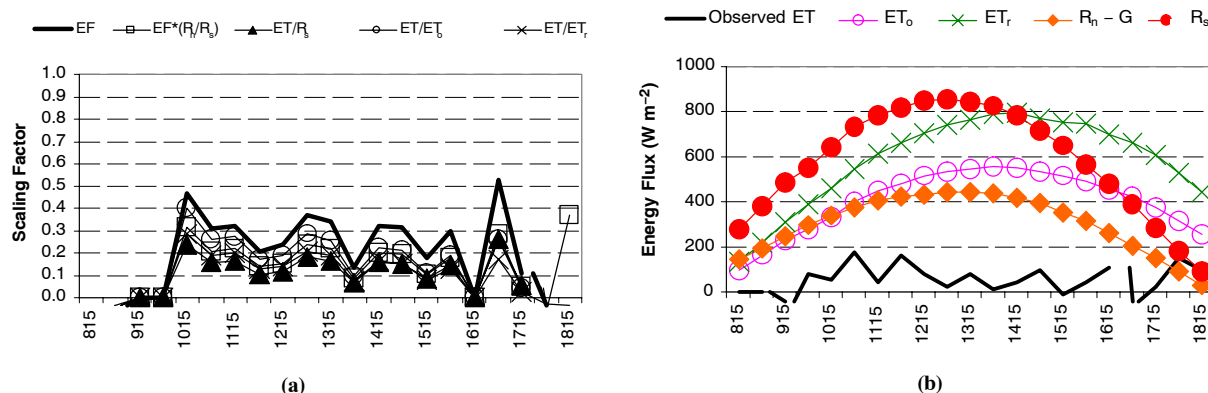 EF EF*(Rn/Rs) ET/Rs ET/ETo ET/ETr
1.0
0.9
0.8
0.7
0.6
0.5
0.4
0.3
0.2
0.1
0.0
Scaling Factor
815 915 1015 1115 1215 1315 1415 1515 1615 1715 1815
(a)
Observed ET ETo ETr Rn – G Rs
1000
800
600
400
200
0
Energy Flux (W m−2)
815 915 1015 1115 1215 1315 1415 1515 1615 1715 1815
(b)